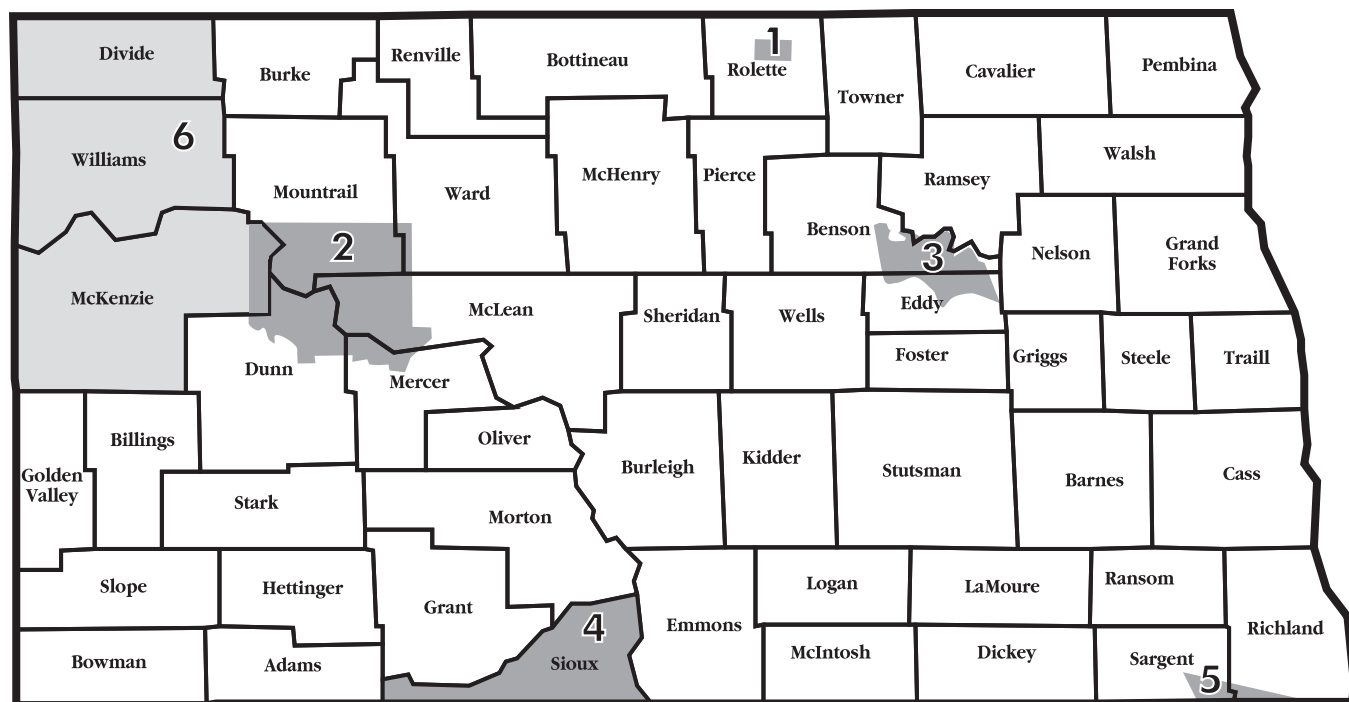 Divide
Burke
Renville
Bottineau
1
Rolette
Towner
Cavalier
Pembina
6
Williams
Mountrail
Ward
McHenry
Pierce
Benson
Ramsey
Walsh
2
3
Nelson
Grand
Forks
McKenzie
McLean
Sheridan
Wells
Eddy
Dunn
Mercer
Foster
Griggs
Steele
Traill
Golden
Valley
Billings
Oliver
Burleigh
Kidder
Stutsman
Barnes
Cass
Stark
Morton
Slope
Hettinger
Grant
4
Sioux
Emmons
Logan
LaMoure
Ransom
Richland
Bowman
Adams
McIntosh
Dickey
Sargent
5